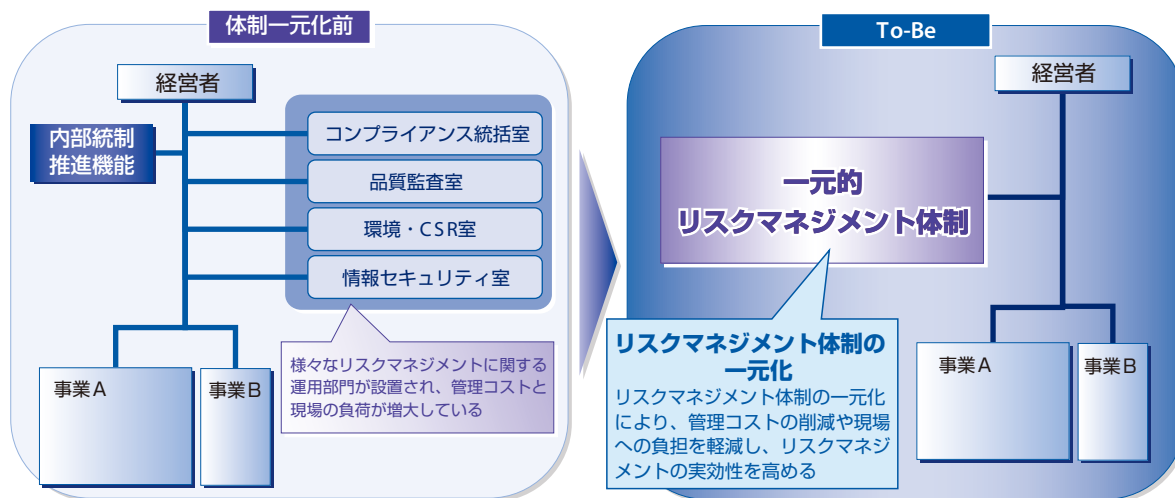 体制一元化前
経営者
内部統制
推進機能
コンプライアンス統括室
品質監査室
環境・CSR室
情報セキュリティ室
様々なリスクマネジメントに関する
運用部門が設置され、管理コストと
現場の負荷が増大している
事業A
事業B
To-Be
経営者
一元的
リスクマネジメント体制
リスクマネジメント体制の
一元化
リスクマネジメント体制の一元化
により、管理コストの削減や現場
への負担を軽減し、リスクマネジ
メントの実効性を高める
事業A
事業B